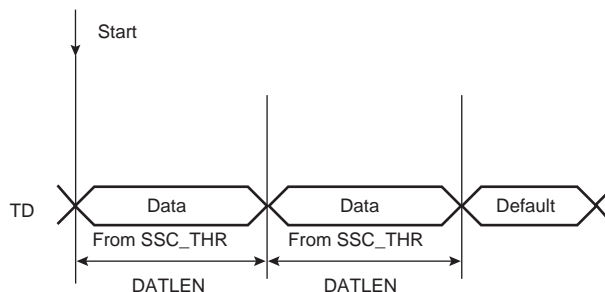 Start
TD
Data
Data
Default
From SSC_THR
From SSC_THR
DATLEN
DATLEN